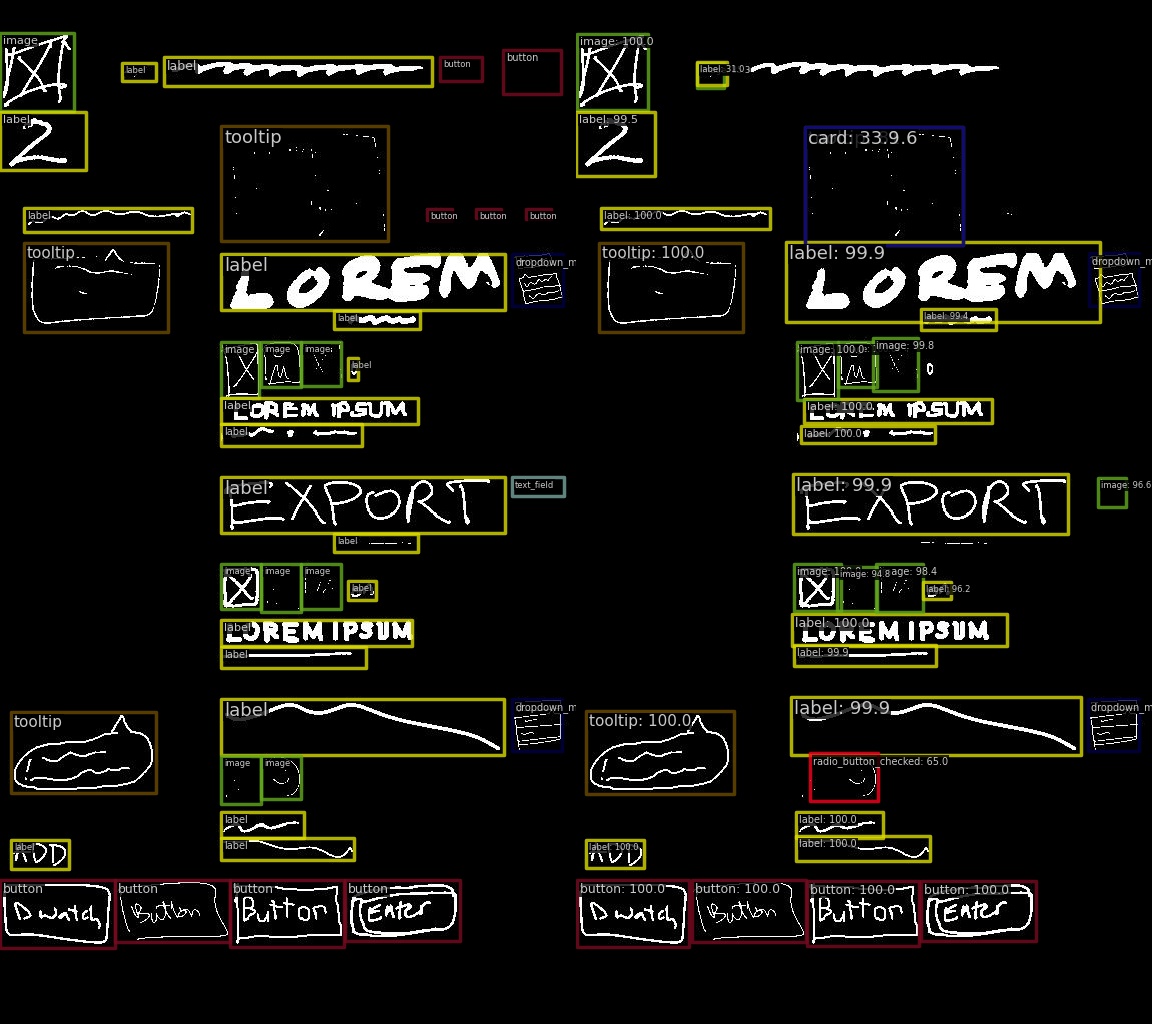 image
image: 100.0
label
label
button
button
label: 31.03
label
2
label: 99.5
2
tooltip
card: 33.9.6
label
button
button
button
label: 100.0
tooltip
label
LOREM
dropdown_m
tooltip: 100.0
label: 99.9
LOREM
dropdown_m
label
label: 99.4
image
image
image
label
image: 100.0
image: 99.8
label
LOREM IPSUM
label: 100.0
LOREM IPSUM
label
label: 100.0
label
EXPORT
text_field
label: 99.9
EXPORT
image: 96.6
label
image
image
image
label
image: 94.8
98.4
label: 96.2
label
LOREM IPSUM
label: 100.0
LOREM IPSUM
label
label: 99.9
tooltip
label
dropdown_m
tooltip: 100.0
label: 99.9
dropdown_m
image
image
radio_button_checked: 65.0
label
label: 100.0
label
label
label: 100.0
label: 100.0
button
button
button
button
button: 100.0
button: 100.0
button: 100.0
button: 100.0
D watch
Button
Button
Enter
D watch
Button
Button
Enter